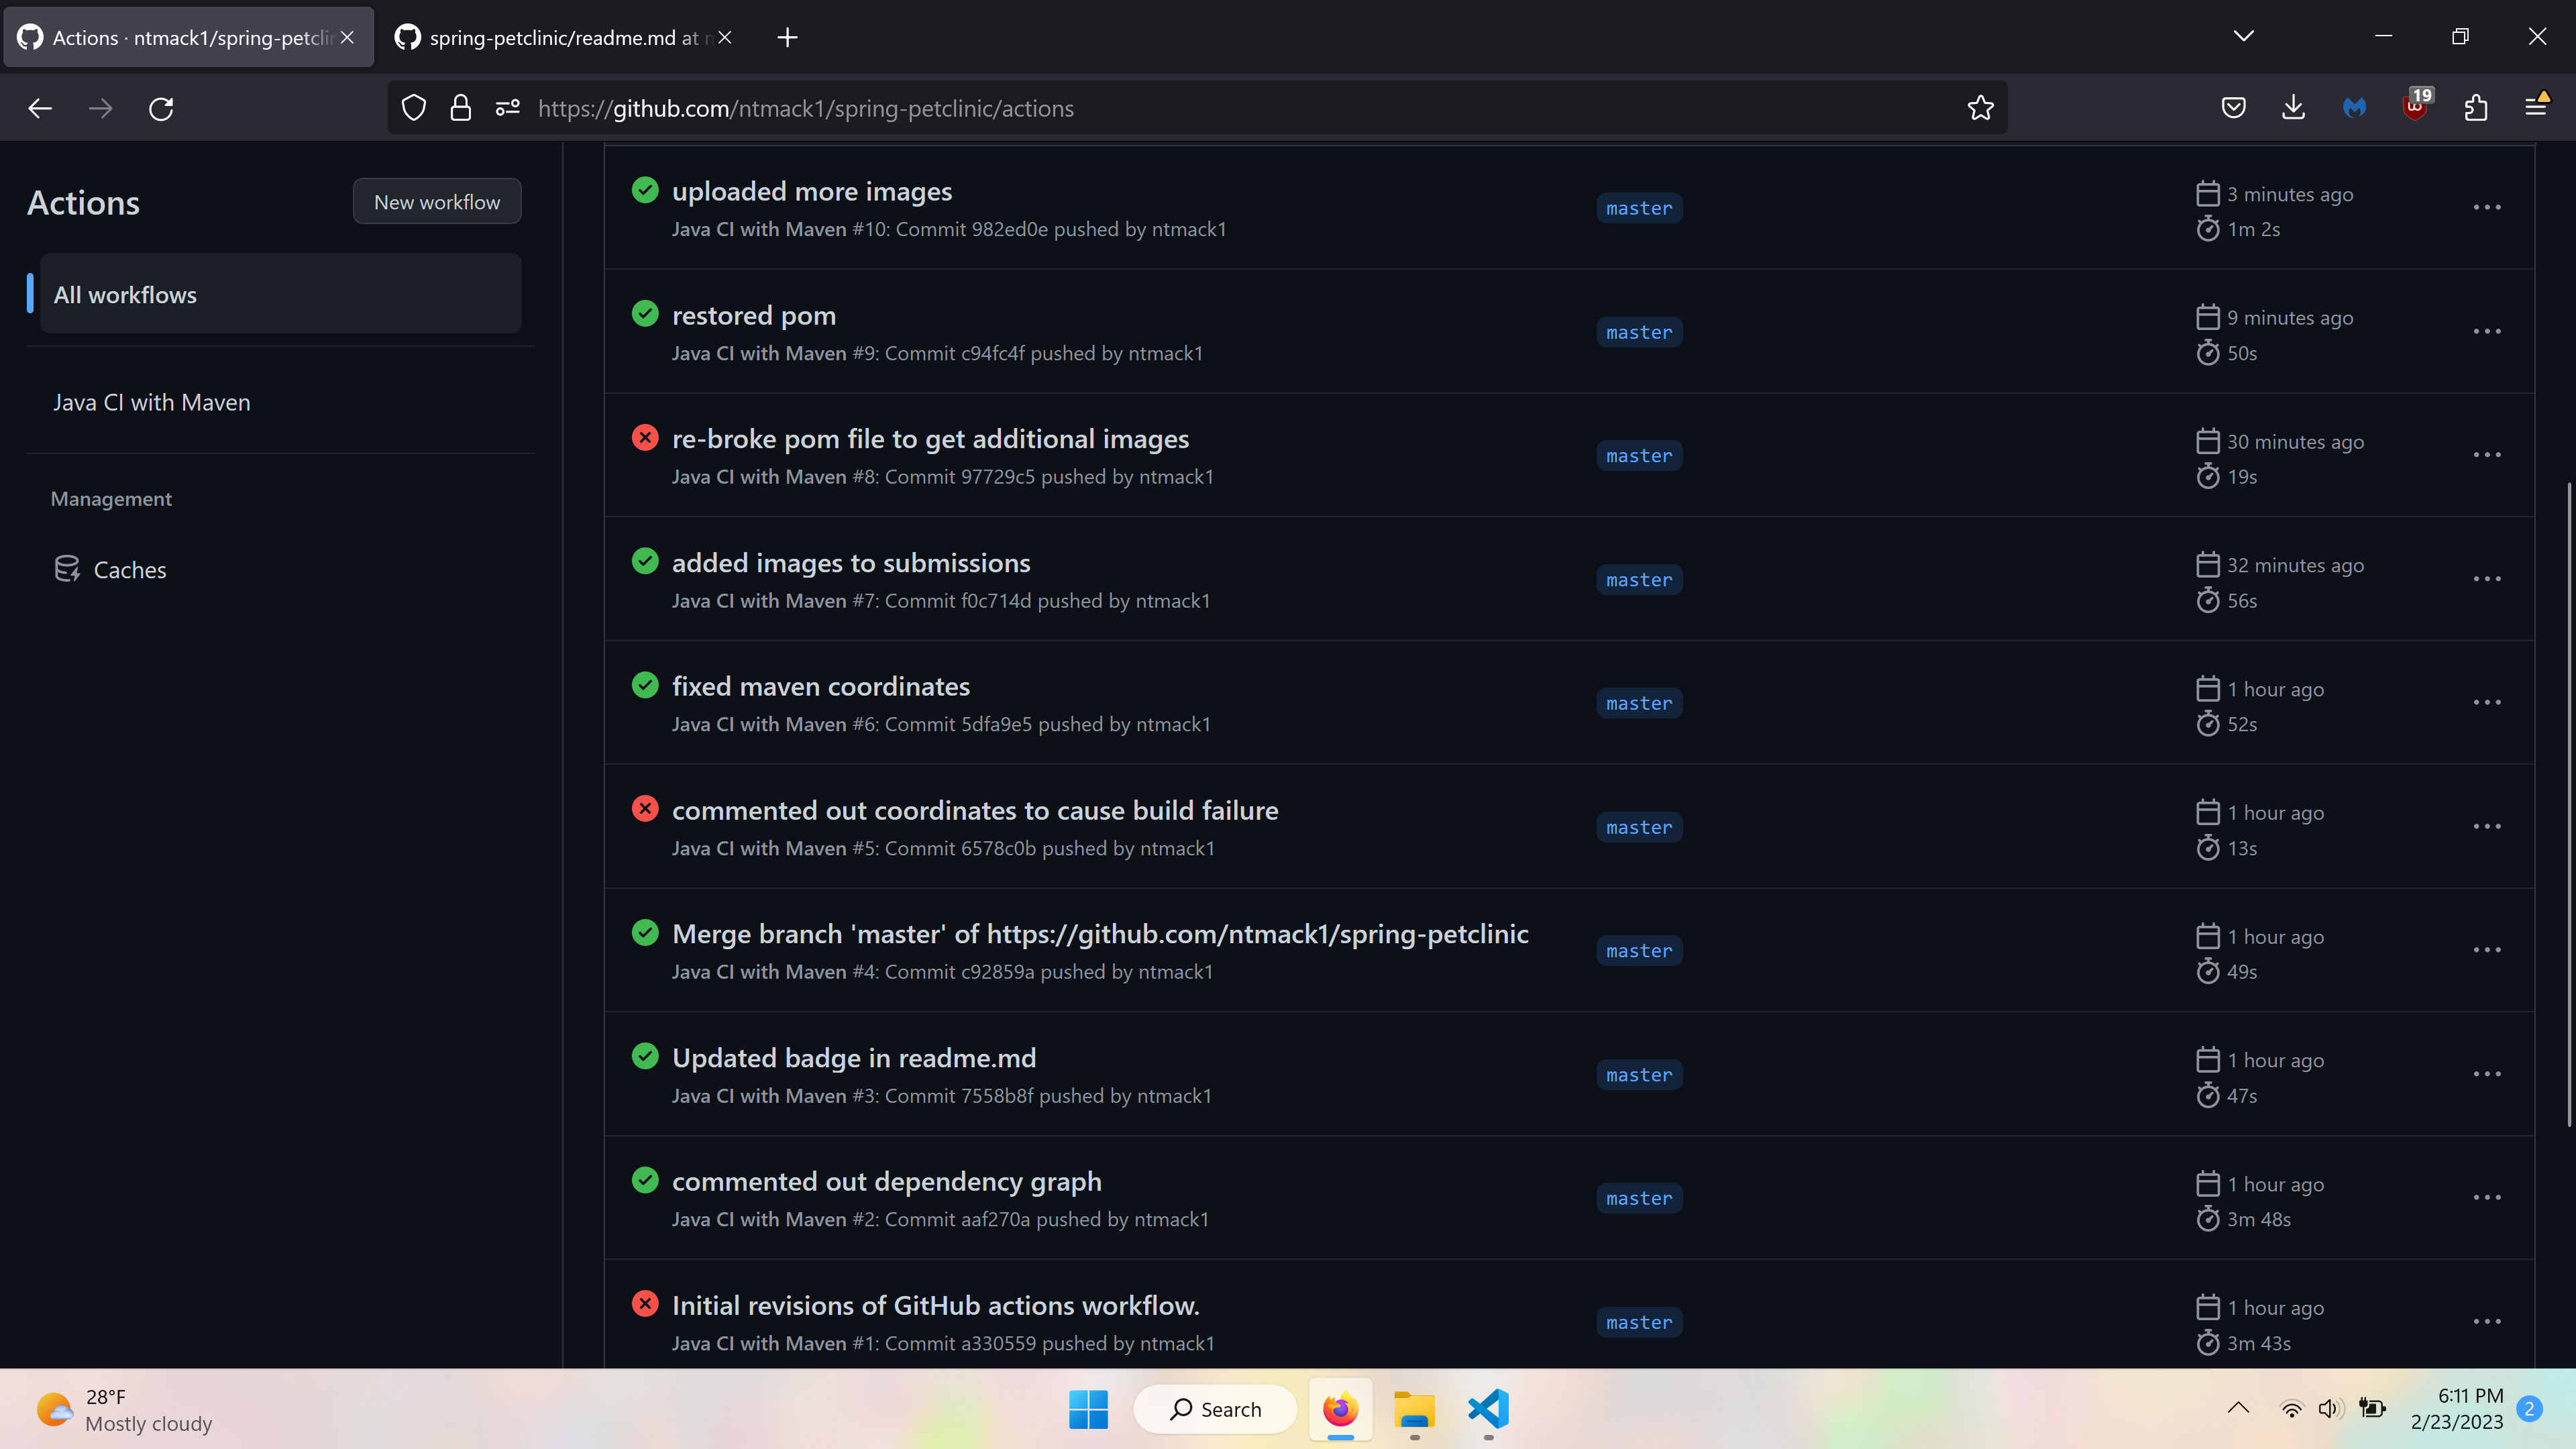 Actions · ntmack1/spring-petcli
spring-petclinic/readme.md at
https://github.com/ntmack1/spring-petclinic/actions
19
Actions
New workflow
All workflows
Java CI with Maven
Management
Caches
uploaded more images
Java CI with Maven #10: Commit 982ed0e pushed by ntmack1
master
3 minutes ago
1m 2s
restored pom
Java CI with Maven #9: Commit c94fc4f pushed by ntmack1
master
9 minutes ago
50s
re-broke pom file to get additional images
Java CI with Maven #8: Commit 97729c5 pushed by ntmack1
master
30 minutes ago
19s
added images to submissions
Java CI with Maven #7: Commit f0c714d pushed by ntmack1
master
32 minutes ago
56s
fixed maven coordinates
Java CI with Maven #6: Commit 5dfa9e5 pushed by ntmack1
master
1 hour ago
52s
commented out coordinates to cause build failure
Java CI with Maven #5: Commit 6578c0b pushed by ntmack1
master
1 hour ago
13s
Merge branch 'master' of https://github.com/ntmack1/spring-petclinic
Java CI with Maven #4: Commit c92859a pushed by ntmack1
master
1 hour ago
49s
Updated badge in readme.md
Java CI with Maven #3: Commit 7558b8f pushed by ntmack1
master
1 hour ago
47s
commented out dependency graph
Java CI with Maven #2: Commit aaf270a pushed by ntmack1
master
1 hour ago
3m 48s
Initial revisions of GitHub actions workflow.
Java CI with Maven #1: Commit a330559 pushed by ntmack1
master
1 hour ago
3m 43s
28°F
Mostly cloudy
Search
6:11 PM
2/23/2023
2